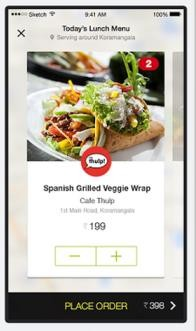 Sketch 9:41 AM 100%
Today's Lunch Menu
Serving around Koramangala
2
thulp!
Spanish Grilled Veggie Wrap
Cafe Thulp
1st Main Road, Koramangala
₹199
− +
PLACE ORDER ₹398 >